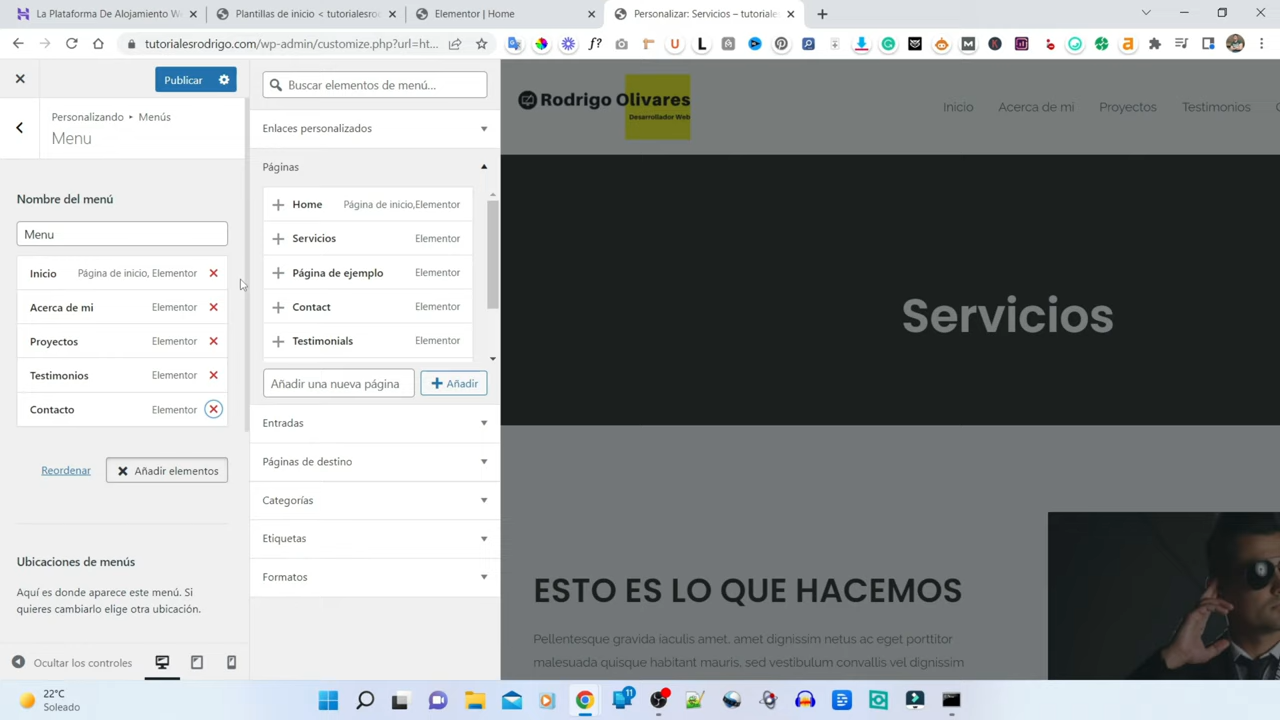 La Plataforma De Alojamiento W
Plantillas de inicio < tutorialesro
Elementor | Home
Personalizar: Servicios – tutoriale
tutorialesrodrigo.com/wp-admin/customize.php?url=ht...
Publicar
Buscar elementos de menú...
Personalizando ▸ Menús
Menu
Enlaces personalizados
Páginas
Nombre del menú
Menu
Inicio Página de inicio, Elementor
Acerca de mi Elementor
Proyectos Elementor
Testimonios Elementor
Contacto Elementor
Reordenar
Añadir elementos
Ubicaciones de menús
Aquí es donde aparece este menú. Si
quieres cambiarlo elige otra ubicación.
Ocultar los controles
Home Página de inicio,Elementor
Servicios Elementor
Página de ejemplo Elementor
Contact Elementor
Testimonials Elementor
Añadir una nueva página
Añadir
Entradas
Páginas de destino
Categorías
Etiquetas
Formatos
Rodrigo Olivares
Desarrollador Web
Inicio Acerca de mi Proyectos Testimonios
Servicios
ESTO ES LO QUE HACEMOS
Pellentesque gravida iaculis amet, amet dignissim netus ac eget porttitor
malesuada quisque habitant mauris, sed vestibulum convallis vel dignissim
22°C
Soleado
11